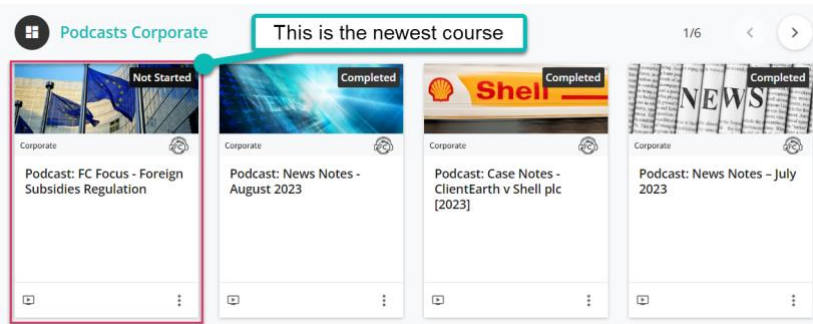 Podcasts Corporate
This is the newest course
1/6
Not Started
Completed
Completed
Completed
Shell
NEWS
Corporate
Corporate
Corporate
Corporate
Podcast: FC Focus - Foreign
Subsidies Regulation
Podcast: News Notes -
August 2023
Podcast: Case Notes -
ClientEarth v Shell plc
[2023]
Podcast: News Notes – July
2023